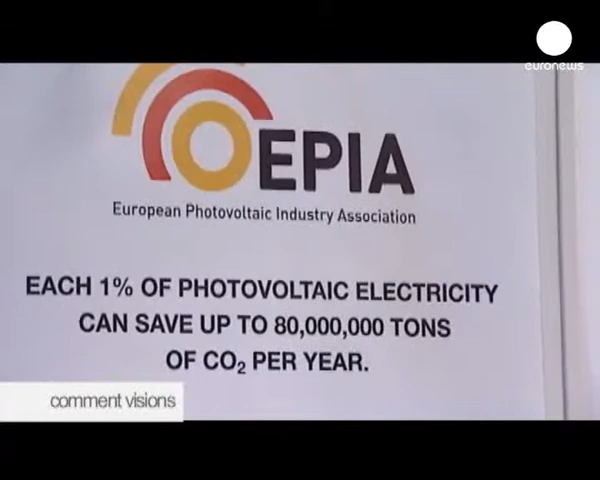 euronews
EPIA
European Photovoltaic Industry Association
EACH 1% OF PHOTOVOLTAIC ELECTRICITY
CAN SAVE UP TO 80,000,000 TONS
OF CO₂ PER YEAR.
comment visions